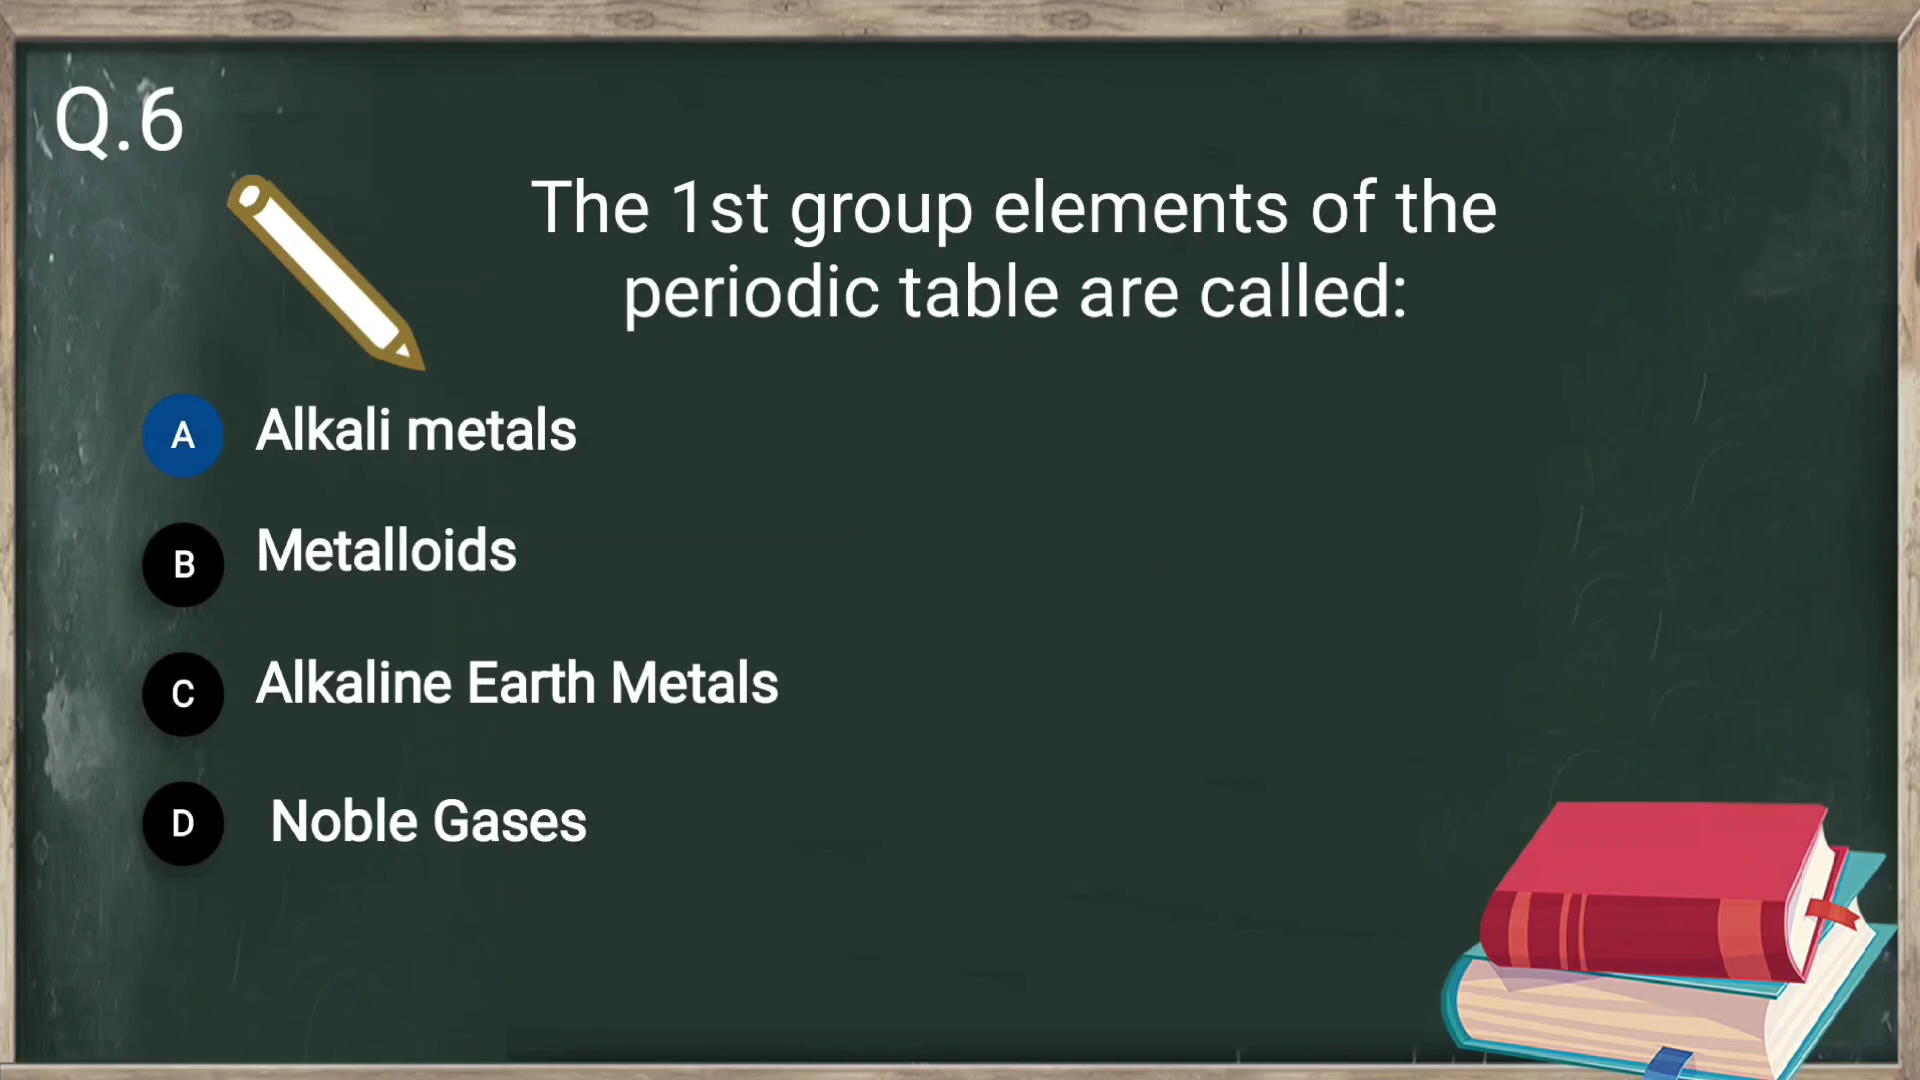 Q.6
The 1st group elements of the
periodic table are called:
A Alkali metals
B Metalloids
C Alkaline Earth Metals
D Noble Gases